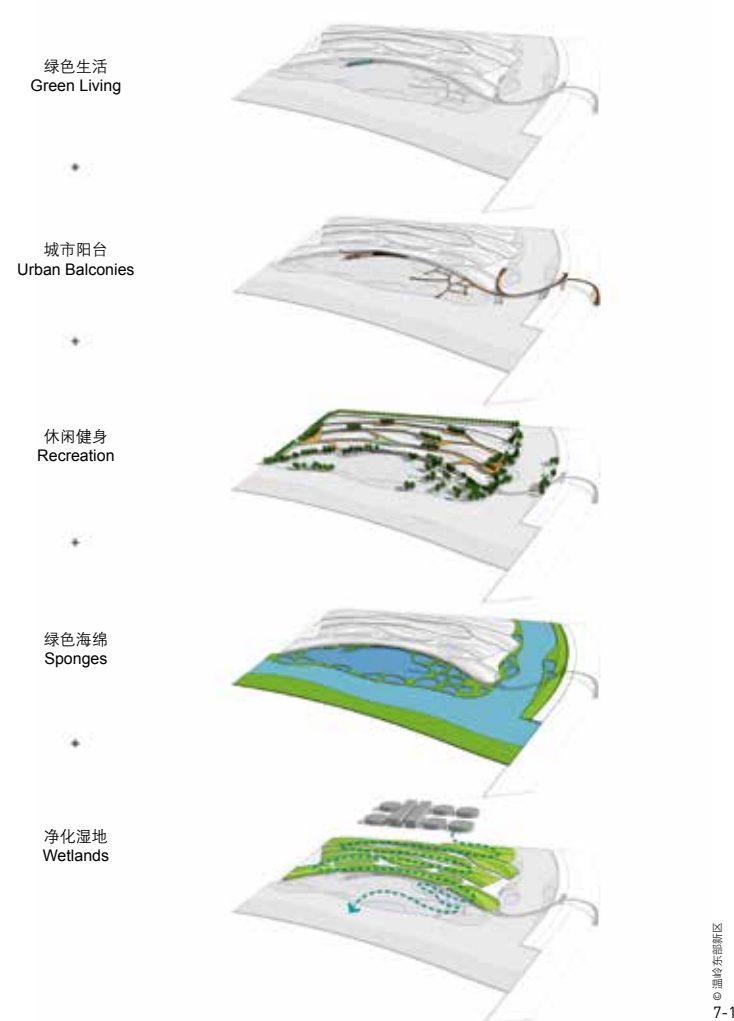 绿色生活
Green Living
+
城市阳台
Urban Balconies
+
休闲健身
Recreation
+
绿色海绵
Sponges
+
净化湿地
Wetlands
© 温岭东部新区
7-1